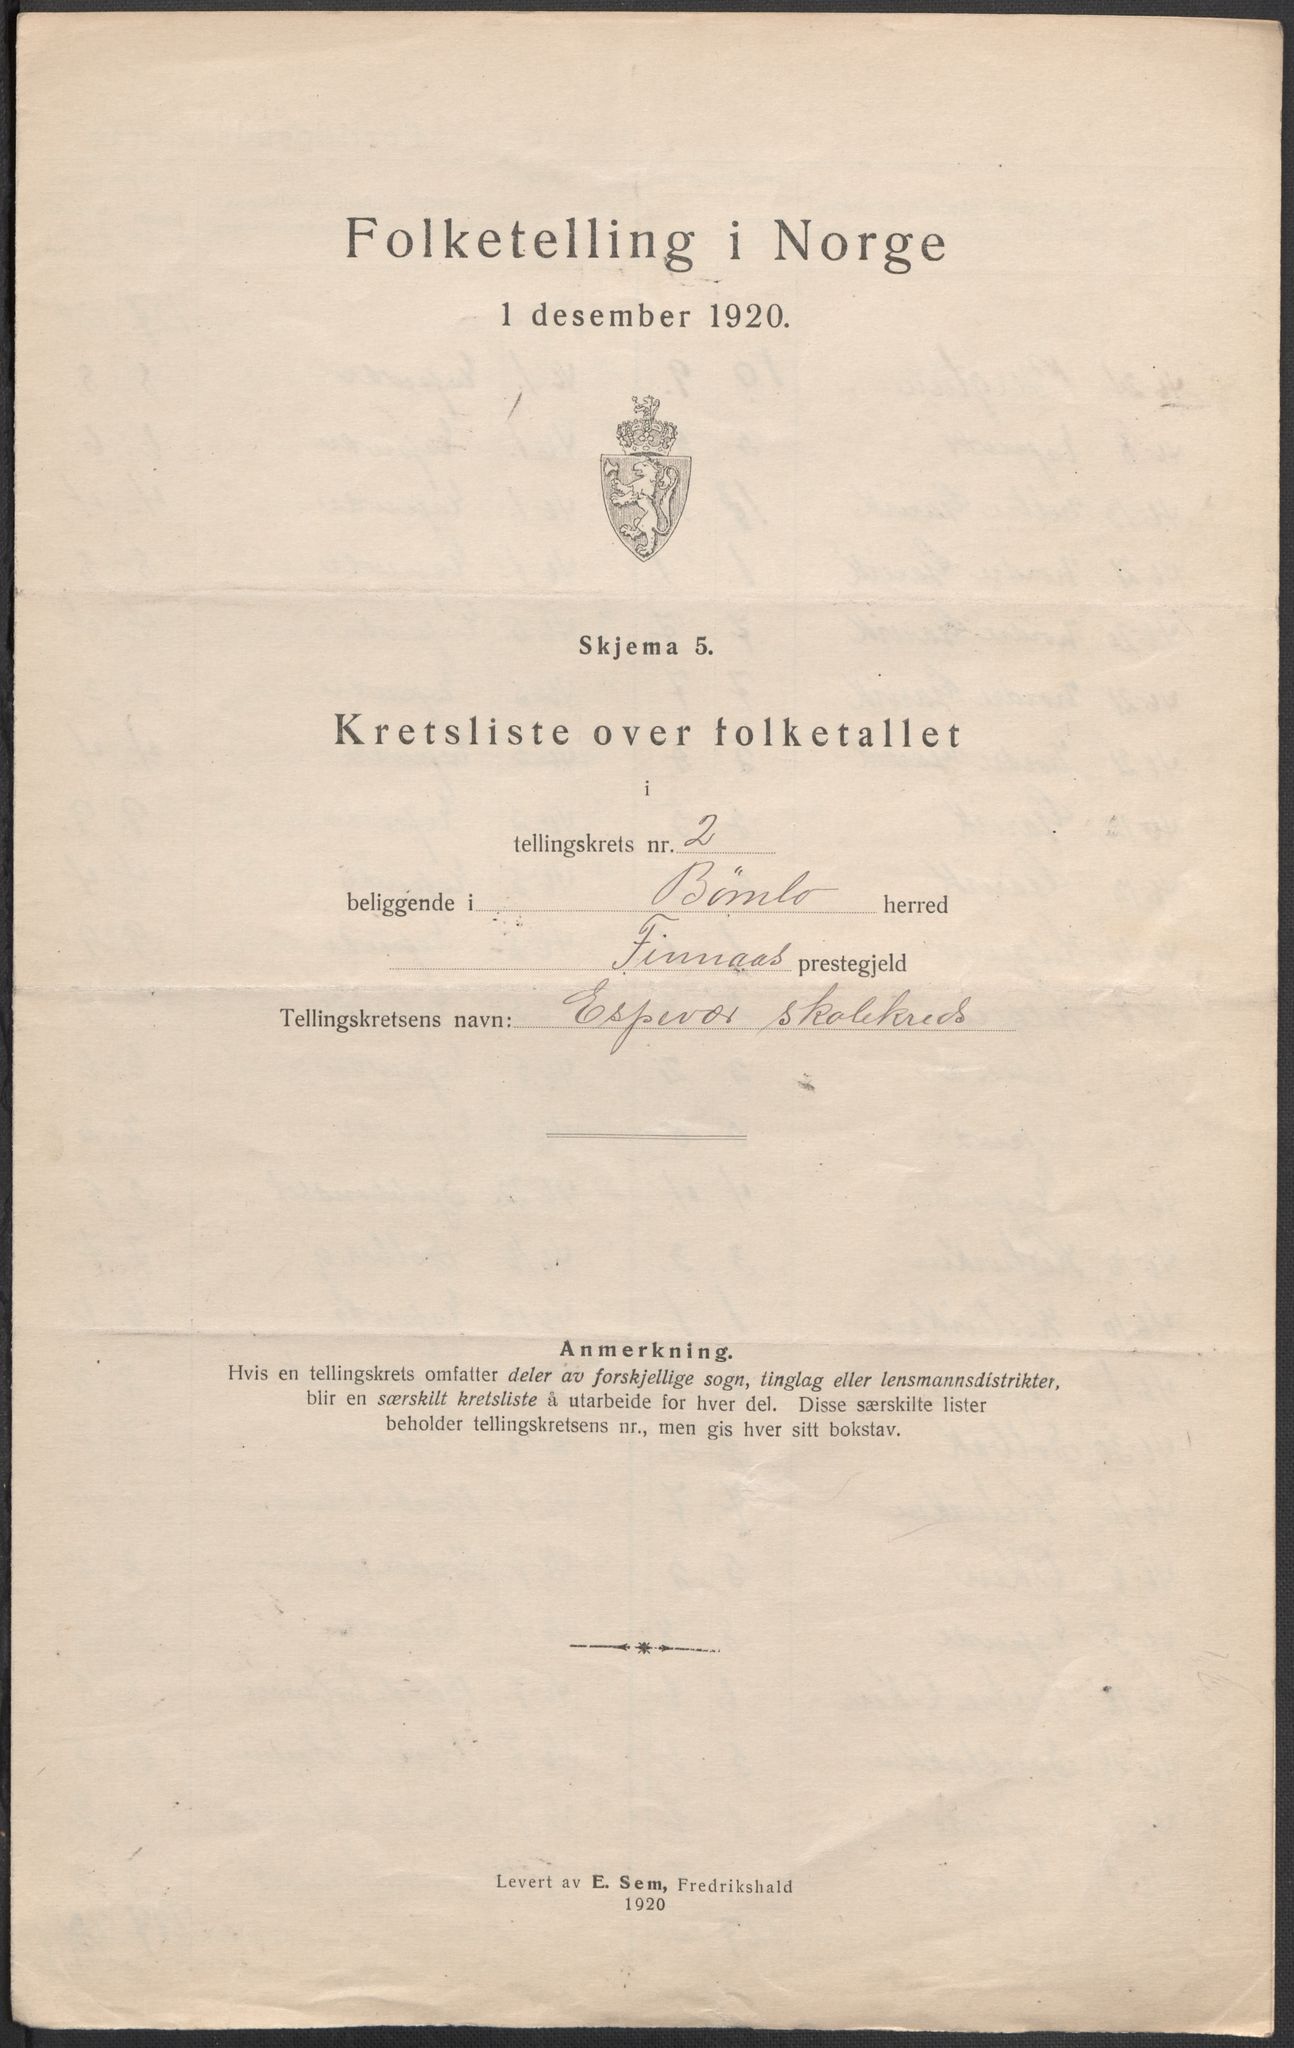 Folketelling i Norge
1 desember 1920.
Skjema 5.
Kretsliste over folketallet
i
tellingskrets nr. 2
beliggende i Bömlo herred
Finnaas prestegjeld
Tellingskretsens navn: Espevær skolekreds
Anmerkning.
Hvis en tellingskrets omfatter deler av forskjellige sogn, tinglag eller lensmannsdistrikter,
blir en særskilt kretsliste å utarbeide for hver del. Disse særskilte lister
beholder tellingskretsens nr., men gis hver sitt bokstav.
Levert av E. Sem, Fredrikshald
1920